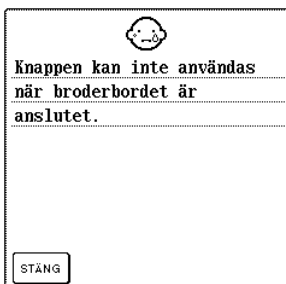 Knappen kan inte användas
när broderbordet är
anslutet.
STÄNG